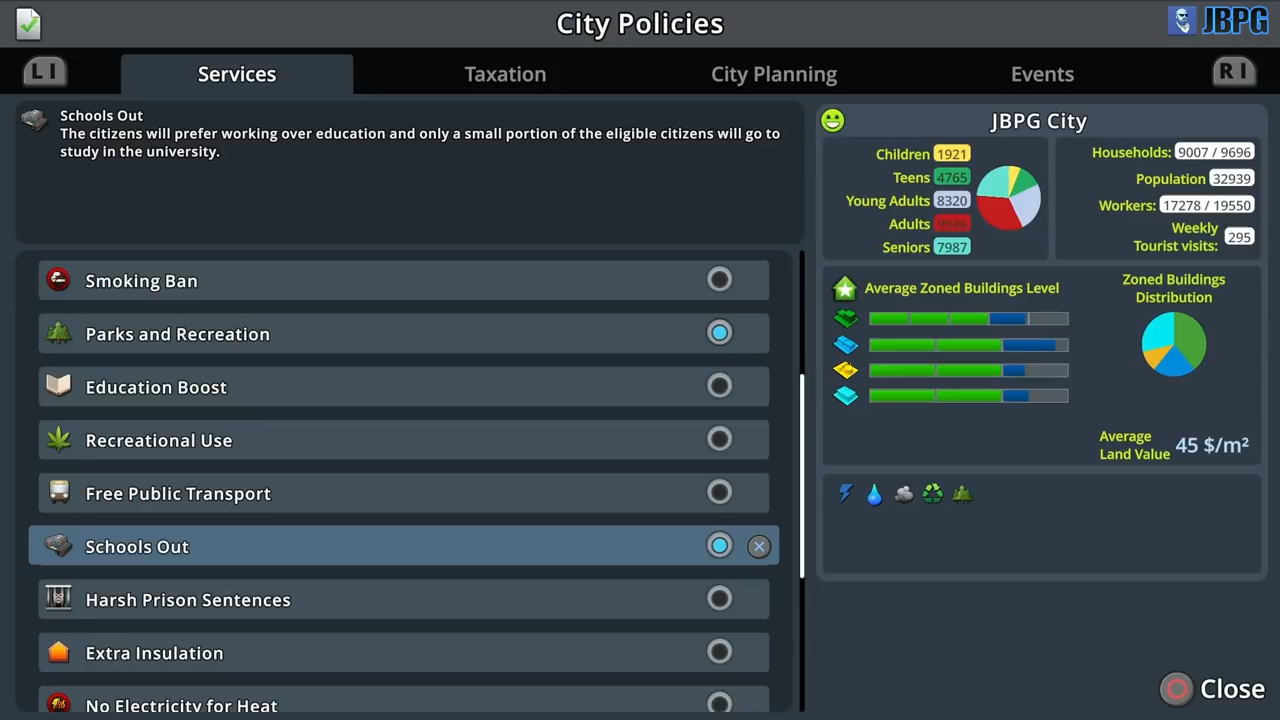 City Policies
JBPG
L1
Services
Taxation
City Planning
Events
R1
Schools Out
The citizens will prefer working over education and only a small portion of the eligible citizens will go to
study in the university.
Smoking Ban
Parks and Recreation
Education Boost
Recreational Use
Free Public Transport
Schools Out
Harsh Prison Sentences
Extra Insulation
No Electricity for Heat
JBPG City
Children 1921
Teens 4765
Young Adults 8320
Adults
Seniors 7987
Households: 9007 / 9696
Population 32939
Workers: 17278 / 19550
Weekly
Tourist visits: 295
Average Zoned Buildings Level
Zoned Buildings
Distribution
Average
Land Value 45 $/m²
Close